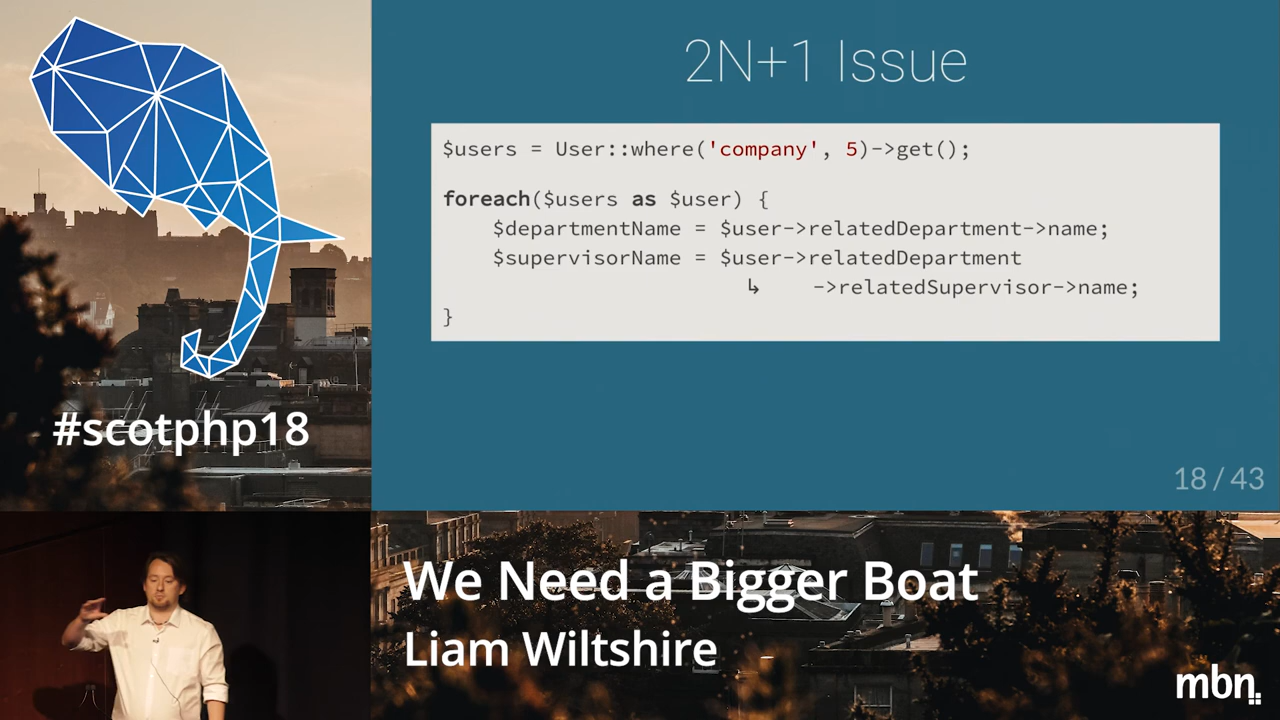 2N+1 Issue
$users = User::where('company', 5)->get();
foreach($users as $user) {
$departmentName = $user->relatedDepartment->name;
$supervisorName = $user->relatedDepartment
↳ ->relatedSupervisor->name;
}
18 / 43
#scotphp18
We Need a Bigger Boat
Liam Wiltshire
mbn